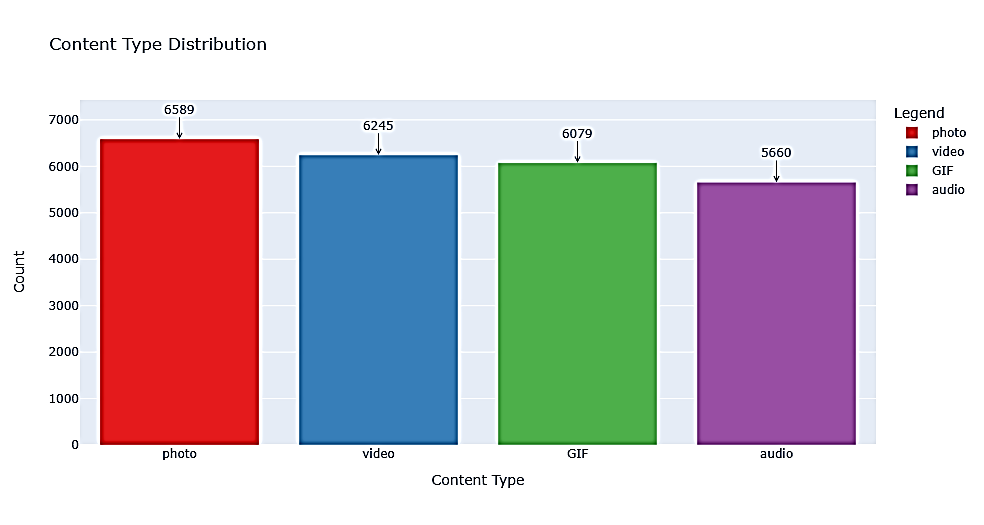 Content Type Distribution
6589
6245
6079
5660
7000
6000
5000
4000
3000
2000
1000
0
Count
photo
video
GIF
audio
Content Type
Legend
photo
video
GIF
audio